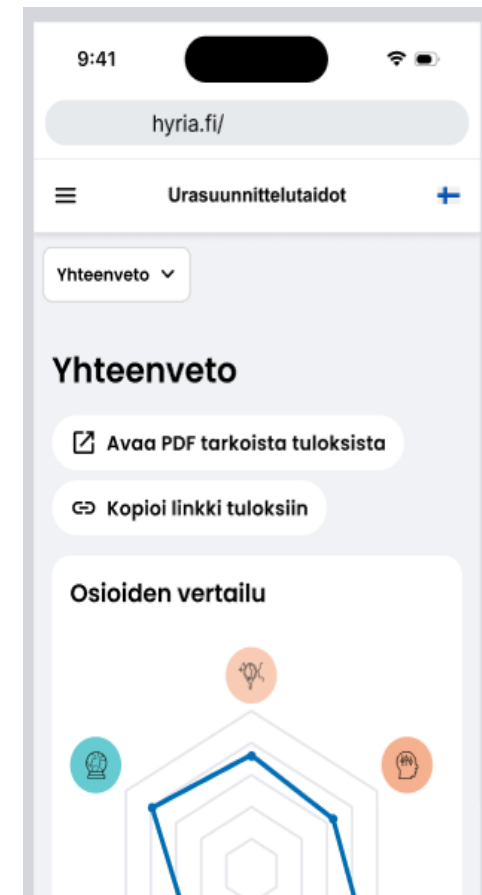 9:41
hyria.fi/
Urasuunnittelutaidot
Yhteenveto
Yhteenveto
Avaa PDF tarkoista tuloksista
Kopioi linkki tuloksiin
Osioiden vertailu